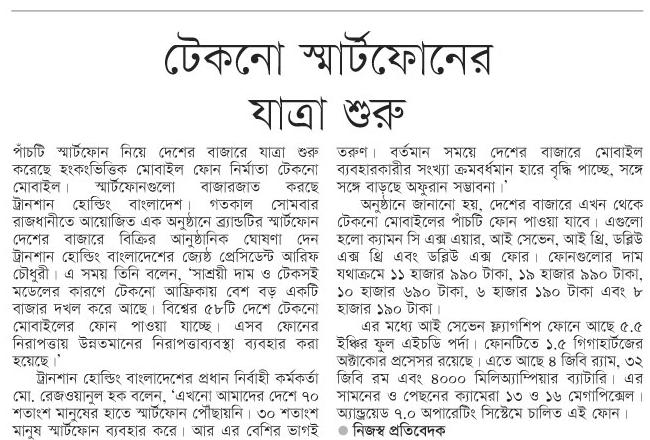 টেকনো স্মার্টফোনের
যাত্রা শুরু
পাঁচটি স্মার্টফোন নিয়ে দেশের বাজারে যাত্রা শুরু
করেছে হংকংভিত্তিক মোবাইল ফোন নির্মাতা টেকনো
মোবাইল। স্মার্টফোনগুলো বাজারজাত করছে
ট্রানশান হোল্ডিং বাংলাদেশ। গতকাল সোমবার
রাজধানীতে আয়োজিত এক অনুষ্ঠানে ব্র্যান্ডটির স্মার্টফোন
দেশের বাজারে বিক্রির আনুষ্ঠানিক ঘোষণা দেন
ট্রানশান হোল্ডিং বাংলাদেশের জ্যেষ্ঠ প্রেসিডেন্ট আরিফ
চৌধুরী। এ সময় তিনি বলেন, ‘সাশ্রয়ী দাম ও টেকসই
মডেলের কারণে টেকনো আফ্রিকায় বেশ বড় একটি
বাজার দখল করে আছে। বিশ্বের ৫৮টি দেশে টেকনো
মোবাইলের ফোন পাওয়া যাচ্ছে। এসব ফোনের
নিরাপত্তায় উন্নতমানের নিরাপত্তাব্যবস্থা ব্যবহার করা
হয়েছে।’
ট্রানশান হোল্ডিং বাংলাদেশের প্রধান নির্বাহী কর্মকর্তা
মো. রেজওয়ানুল হক বলেন, ‘এখনো আমাদের দেশে ৭০
শতাংশ মানুষের হাতে স্মার্টফোন পৌঁছায়নি। ৩০ শতাংশ
মানুষ স্মার্টফোন ব্যবহার করে। আর এর বেশির ভাগই
তরুণ। বর্তমান সময়ে দেশের বাজারে মোবাইল
ব্যবহারকারীর সংখ্যা ক্রমবর্ধমান হারে বৃদ্ধি পাচ্ছে, সঙ্গে
সঙ্গে বাড়ছে অফুরান সম্ভাবনা।’
অনুষ্ঠানে জানানো হয়, দেশের বাজারে এখন থেকে
টেকনো মোবাইলের পাঁচটি ফোন পাওয়া যাবে। এগুলো
হলো ক্যামন সি এক্স এয়ার, আই সেভেন, আই থ্রি, ডব্লিউ
এক্স থ্রি এবং ডব্লিউ এক্স ফোর। ফোনগুলোর দাম
যথাক্রমে ১১ হাজার ৯৯০ টাকা, ১৯ হাজার ৯৯০ টাকা,
১০ হাজার ৬৯০ টাকা, ৬ হাজার ১৯০ টাকা এবং ৮
হাজার ১৯০ টাকা।
এর মধ্যে আই সেভেন ফ্ল্যাগশিপ ফোনে আছে ৫.৫
ইঞ্চির ফুল এইচডি পর্দা। ফোনটিতে ১.৫ গিগাহার্টজের
অক্টাকোর প্রসেসর রয়েছে। এতে আছে ৪ জিবি র‍্যাম, ৩২
জিবি রম এবং ৪০০০ মিলিঅ্যাম্পিয়ার ব্যাটারি। এর
সামনের ও পেছনের ক্যামেরা ১৩ ও ১৬ মেগাপিক্সেল।
অ্যান্ড্রয়েড ৭.০ অপারেটিং সিস্টেমে চালিত এই ফোন।
● নিজস্ব প্রতিবেদক